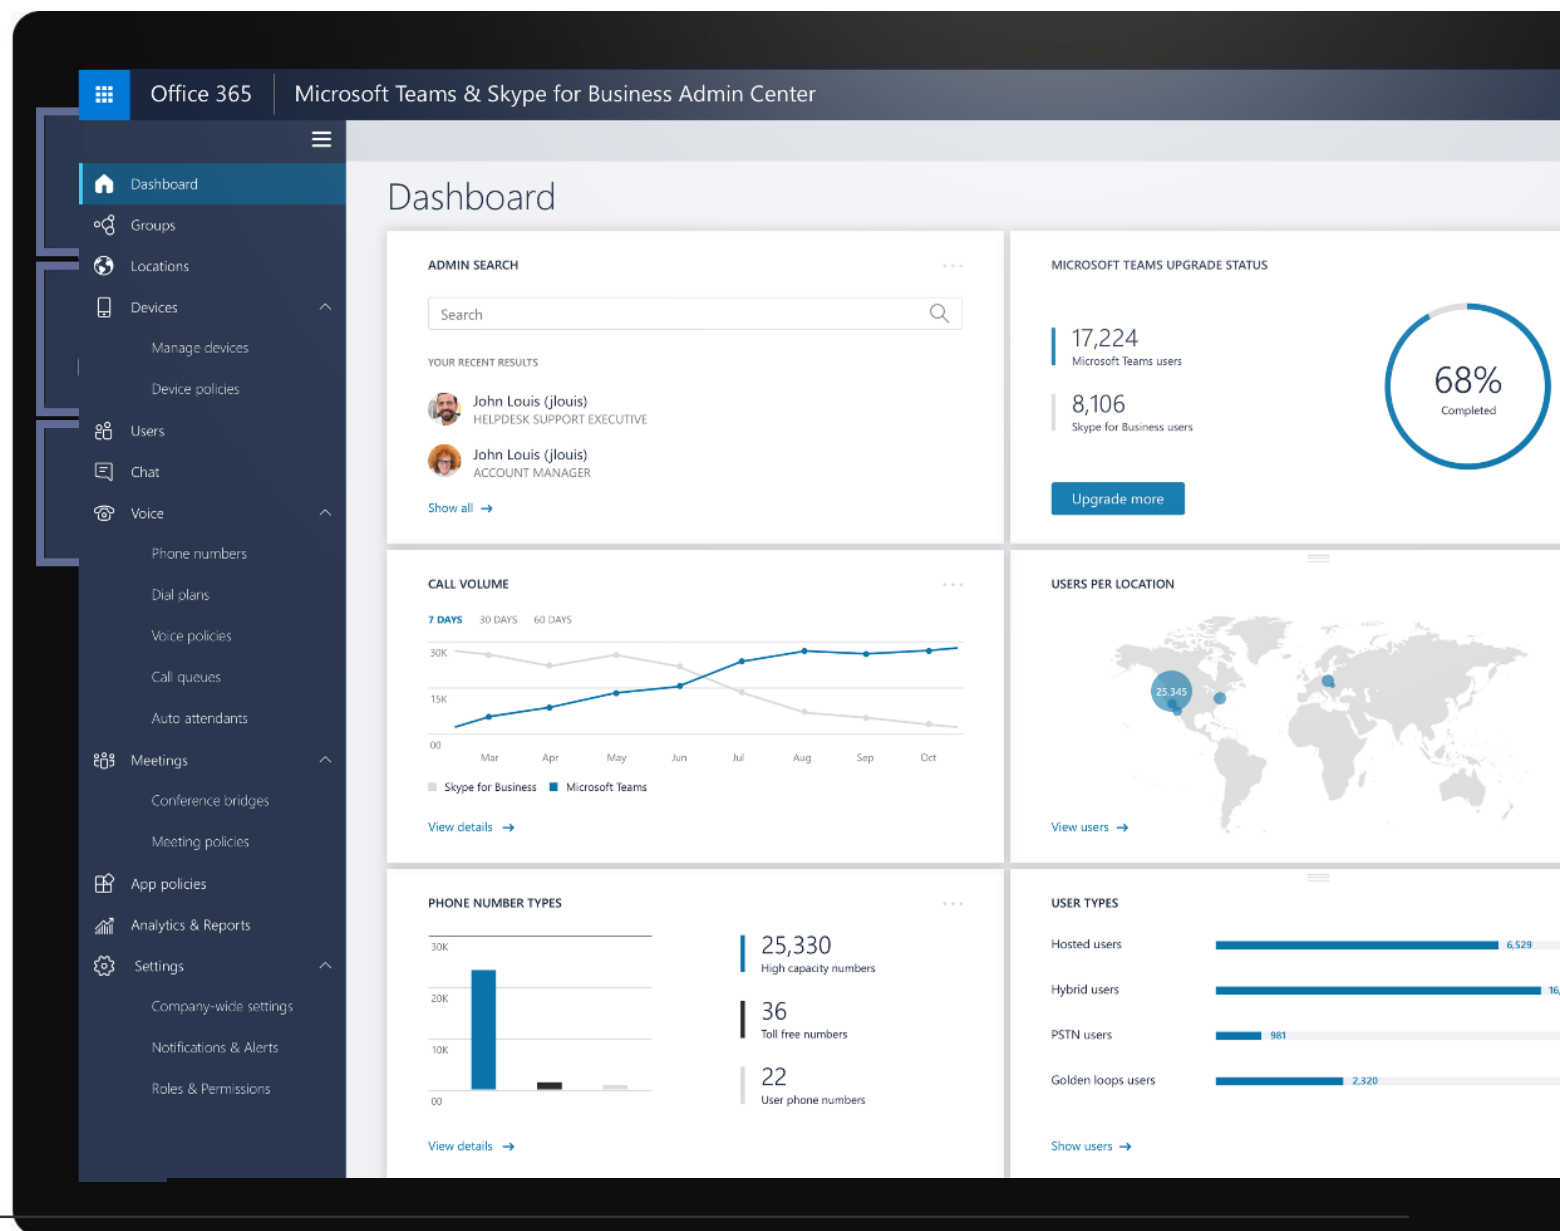 Office 365
Microsoft Teams & Skype for Business Admin Center
Dashboard
Groups
Locations
Devices
Manage devices
Device policies
Users
Chat
Voice
Phone numbers
Dial plans
Voice policies
Call queues
Auto attendants
Meetings
Conference bridges
Meeting policies
App policies
Analytics & Reports
Settings
Company-wide settings
Notifications & Alerts
Roles & Permissions
Dashboard
ADMIN SEARCH
Search
YOUR RECENT RESULTS
John Louis (jlouis)
HELPDESK SUPPORT EXECUTIVE
John Louis (jlouis)
ACCOUNT MANAGER
Show all
MICROSOFT TEAMS UPGRADE STATUS
17,224
Microsoft Teams users
8,106
Skype for Business users
68%
Completed
Upgrade more
CALL VOLUME
7 DAYS 30 DAYS 60 DAYS
30K
15K
00
Mar Apr May Jun Jul Aug Sep Oct
Skype for Business Microsoft Teams
View details
USERS PER LOCATION
25,345
View users
PHONE NUMBER TYPES
30K
20K
10K
00
25,330
High capacity numbers
36
Toll free numbers
22
User phone numbers
View details
USER TYPES
Hosted users 6,529
Hybrid users 16,
PSTN users 981
Golden loops users 2,320
Show users